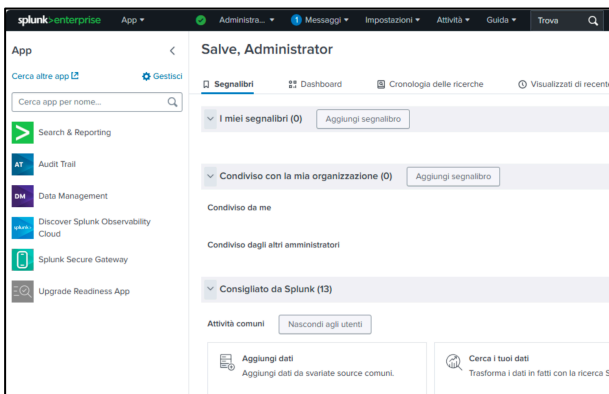 splunk>enterprise App Administra... 1 Messaggi Impostazioni Attività Guida Trova
App
Cerca altre app Gestisci
Cerca app per nome...
Search & Reporting
AT Audit Trail
DM Data Management
Discover Splunk Observability
Cloud
Splunk Secure Gateway
Upgrade Readiness App
Salve, Administrator
Segnalibri Dashboard Cronologia delle ricerche Visualizzati di recente
I miei segnalibri (0) Aggiungi segnalibro
Condiviso con la mia organizzazione (0) Aggiungi segnalibro
Condiviso da me
Condiviso dagli altri amministratori
Consigliato da Splunk (13)
Attività comuni Nascondi agli utenti
Aggiungi dati
Aggiungi dati da svariate source comuni.
Cerca i tuoi dati
Trasforma i dati in fatti con la ricerca S